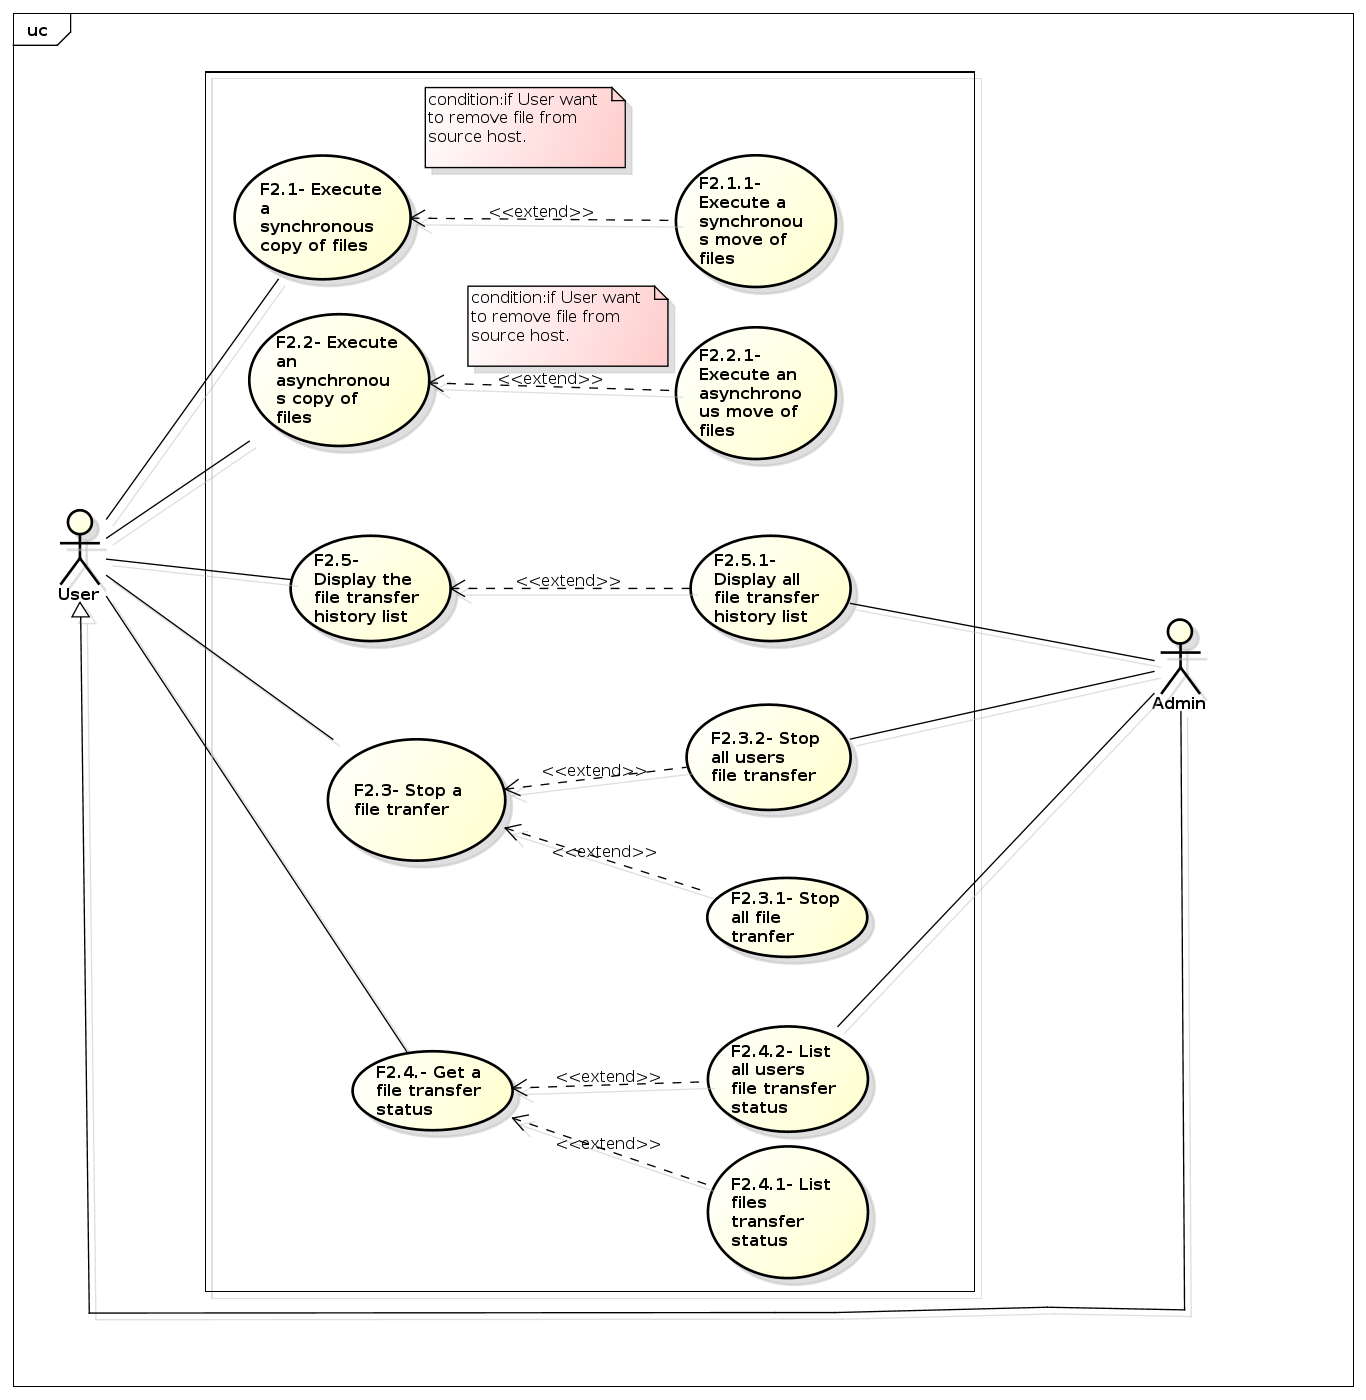 uc
condition:if User want
to remove file from
source host.
F2.1- Execute
a
synchronous
copy of files
<<extend>>
F2.1.1-
Execute a
synchronou
s move of
files
condition:if User want
to remove file from
source host.
F2.2- Execute
an
asynchronou
s copy of
files
<<extend>>
F2.2.1-
Execute an
asynchrono
us move of
files
User
F2.5-
Display the
file transfer
history list
<<extend>>
F2.5.1-
Display all
file transfer
history list
Admin
F2.3- Stop a
file tranfer
<<extend>>
F2.3.2- Stop
all users
file transfer
<<extend>>
F2.3.1- Stop
all file
tranfer
F2.4.- Get a
file transfer
status
<<extend>>
F2.4.2- List
all users
file transfer
status
<<extend>>
F2.4.1- List
files
transfer
status